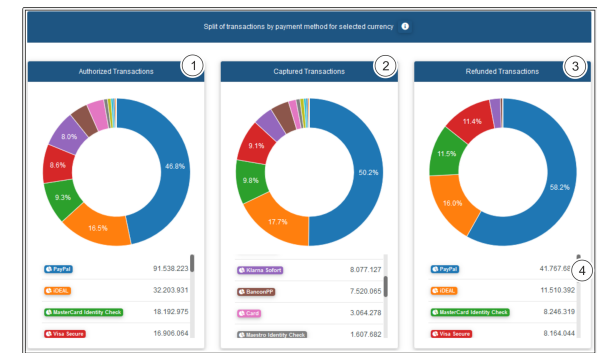 Split of transactions by payment method for selected currency
Authorized Transactions 1
46.8%
16.5%
9.3%
8.6%
8.0%
PayPal 91.538.223
iDEAL 32.203.931
MasterCard Identity Check 18.192.975
Visa Secure 16.906.064
Captured Transactions 2
50.2%
17.7%
9.8%
9.1%
Klarna Sofort 8.077.127
BanconPP 7.520.065
Card 3.064.278
Maestro Identity Check 1.607.682
Refunded Transactions 3
58.2%
16.0%
11.5%
11.4%
PayPal 41.767.68
4
iDEAL 11.510.392
MasterCard Identity Check 8.246.319
Visa Secure 8.164.044